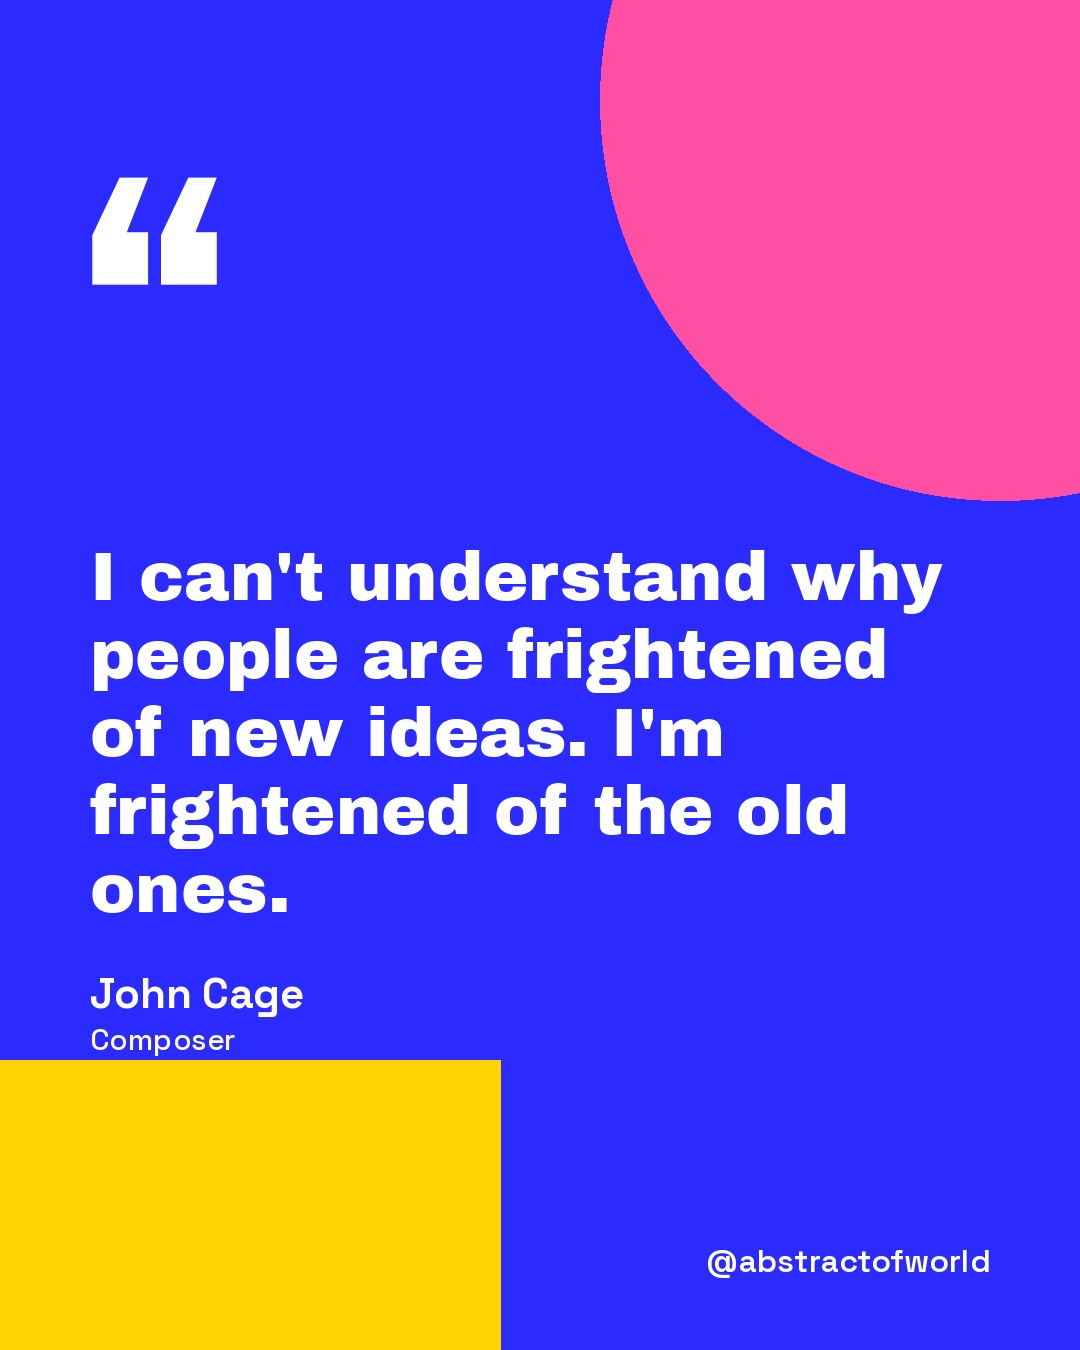 “
I can't understand why
people are frightened
of new ideas. I'm
frightened of the old
ones.
John Cage
Composer
@abstractofworld